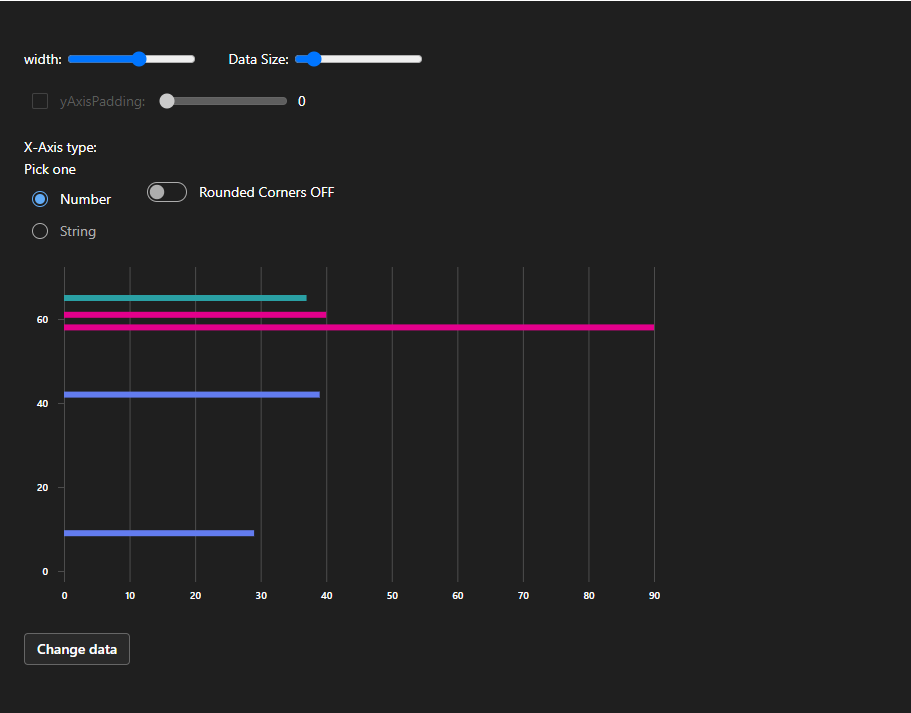 width: Data Size:
yAxisPadding: 0
X-Axis type:
Pick one
Number
Rounded Corners OFF
String
60
40
20
0
0 10 20 30 40 50 60 70 80 90
Change data